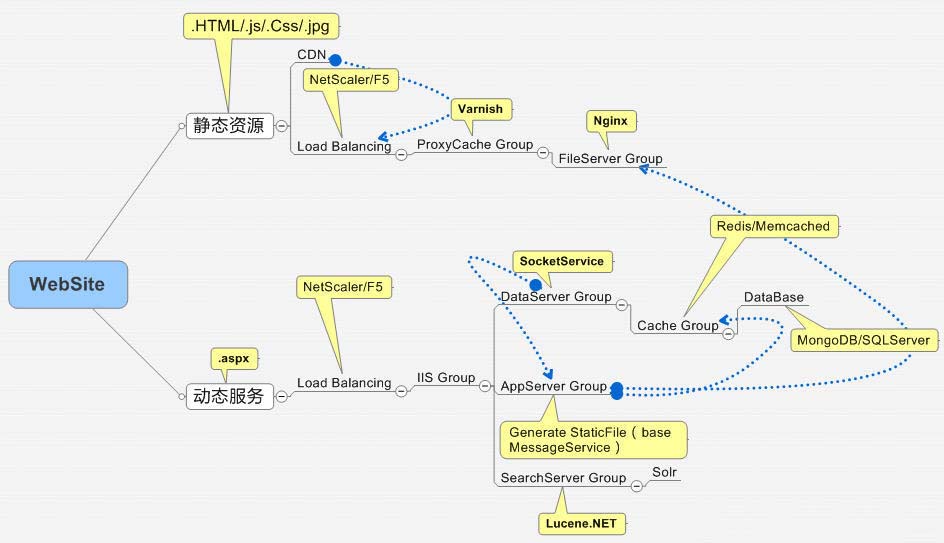 .HTML/.js/.Css/.jpg
CDN
NetScaler/F5
Varnish
Nginx
静态资源
Load Balancing
ProxyCache Group
FileServer Group
Redis/Memcached
SocketService
WebSite
NetScaler/F5
DataServer Group
DataBase
Cache Group
MongoDB/SQLServer
.aspx
动态服务
Load Balancing
IIS Group
AppServer Group
Generate StaticFile ( base
MessageService )
SearchServer Group
Solr
Lucene.NET